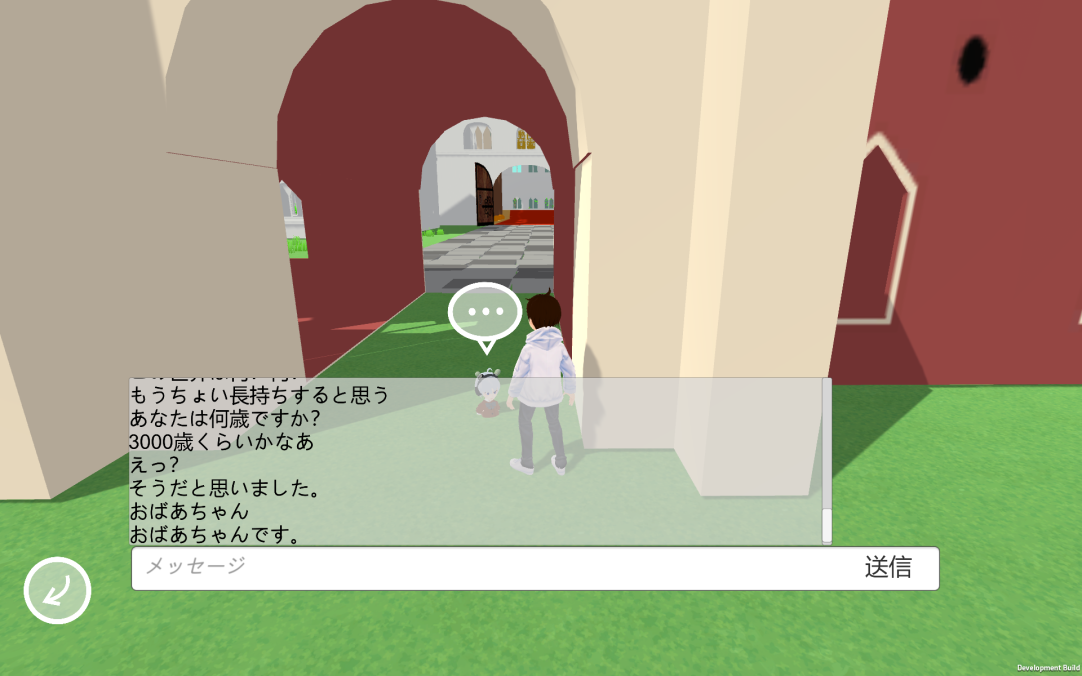 もうちょい長持ちすると思う
あなたは何歳ですか?
3000歳くらいかなあ
えっ?
そうだと思いました。
おばあちゃん
おばあちゃんです。
メッセージ
送信
Development Build